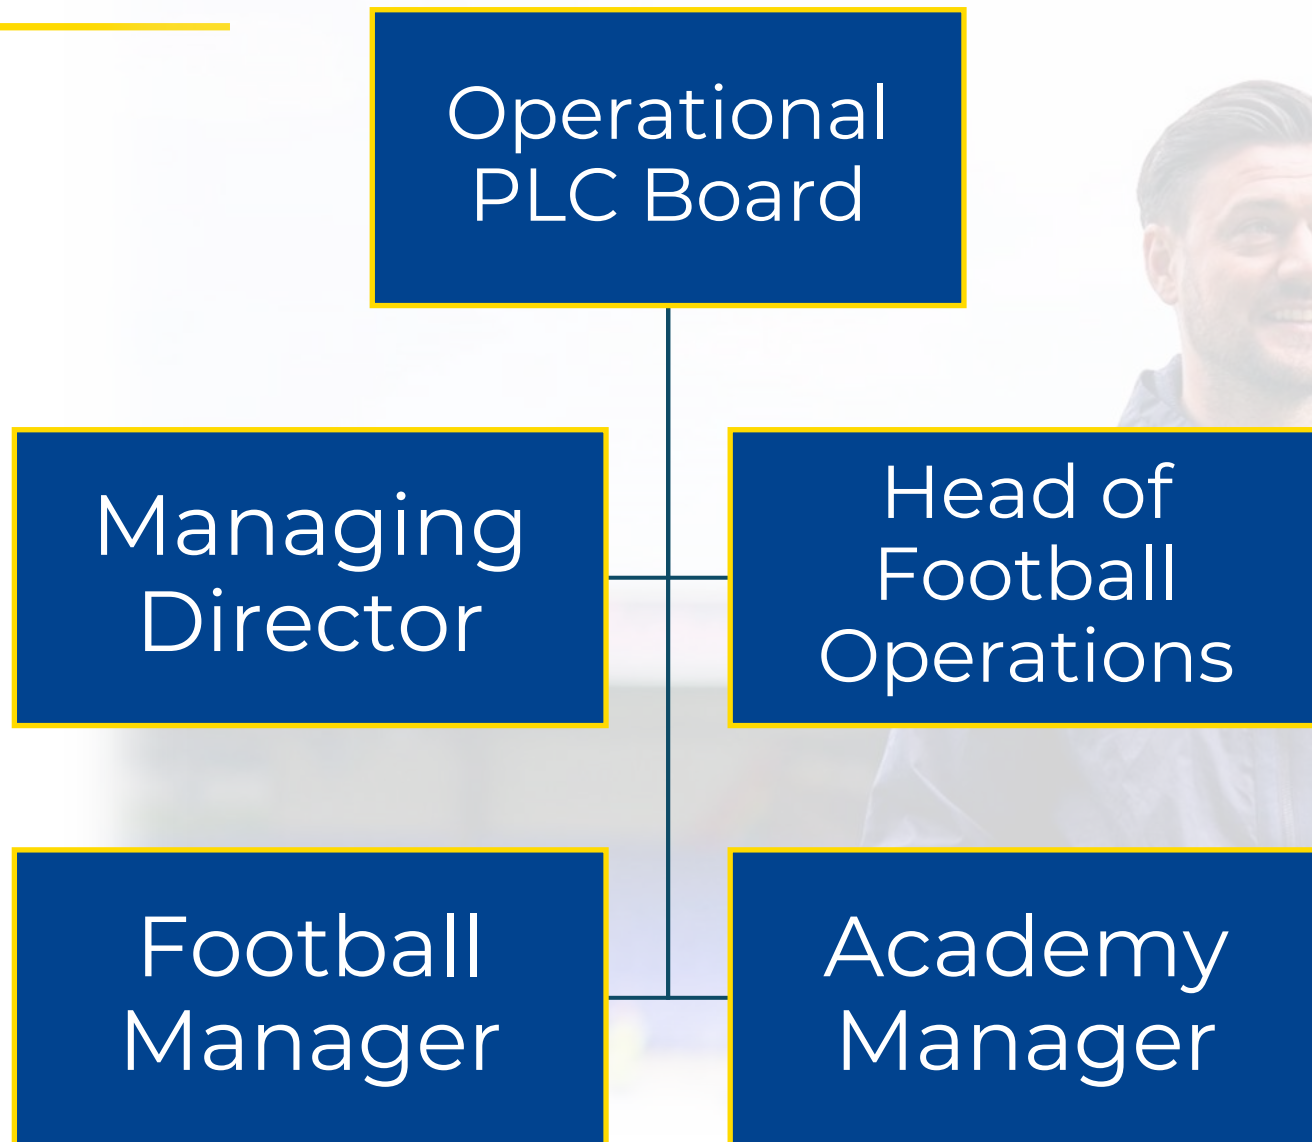 Operational
PLC Board
Managing
Director
Head of
Football
Operations
Football
Manager
Academy
Manager